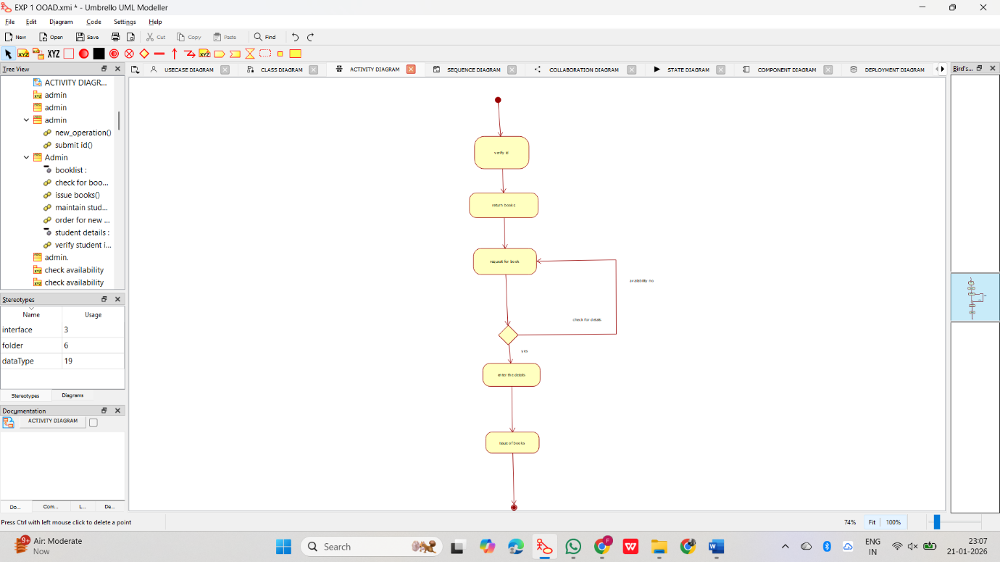 EXP 1 OOAD.xmi * - Umbrello UML Modeller
File Edit Diagram Code Settings Help
New Open Save Cut Copy Paste Find
XYZ XYZ XYZ
Tree View
USECASE DIAGRAM CLASS DIAGRAM ACTIVITY DIAGRAM SEQUENCE DIAGRAM COLLABORATION DIAGRAM STATE DIAGRAM COMPONENT DIAGRAM DEPLOYMENT DIAGRAM
Bird's...
ACTIVITY DIAGR...
admin
admin
admin
new_operation()
submit id()
Admin
booklist :
check for boo...
issue books()
maintain stud...
order for new ...
student details :
verify student i...
admin.
check availability
check availability
Stereotypes
Name Usage
interface 3
folder 6
dataType 19
Stereotypes Diagrams
Documentation
ACTIVITY DIAGRAM
Do... Com... L... De...
verify id
return books
request for book
availability no
check for details
yes
enter the details
issue of books
Press Ctrl with left mouse click to delete a point
74% Fit 100%
9+
Air: Moderate
Now
Search
F
W
ENG
IN
23:07
21-01-2026